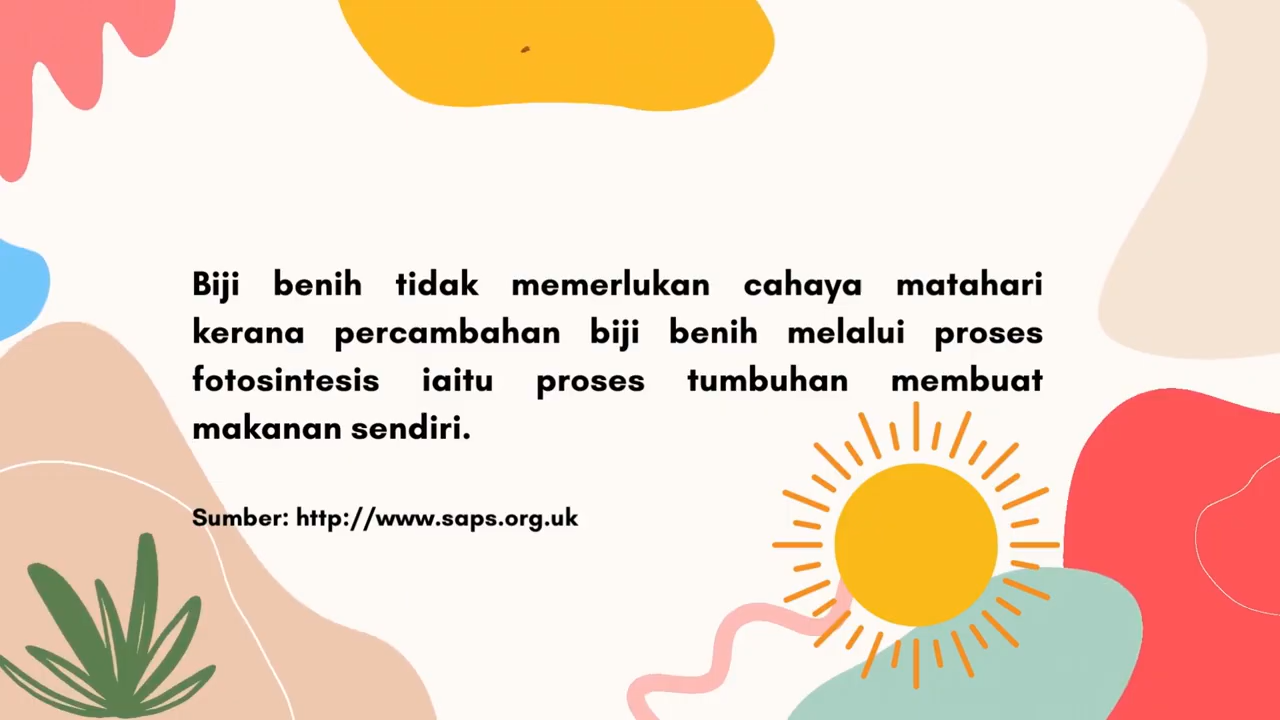 Biji benih tidak memerlukan cahaya matahari
kerana percambahan biji benih melalui proses
fotosintesis iaitu proses tumbuhan membuat
makanan sendiri.
Sumber: http://www.saps.org.uk